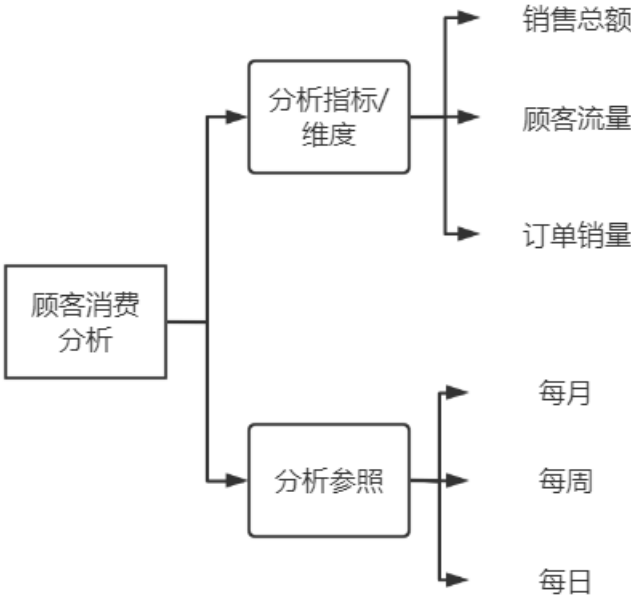 顾客消费
分析
分析指标/
维度
销售总额
顾客流量
订单销量
分析参照
每月
每周
每日